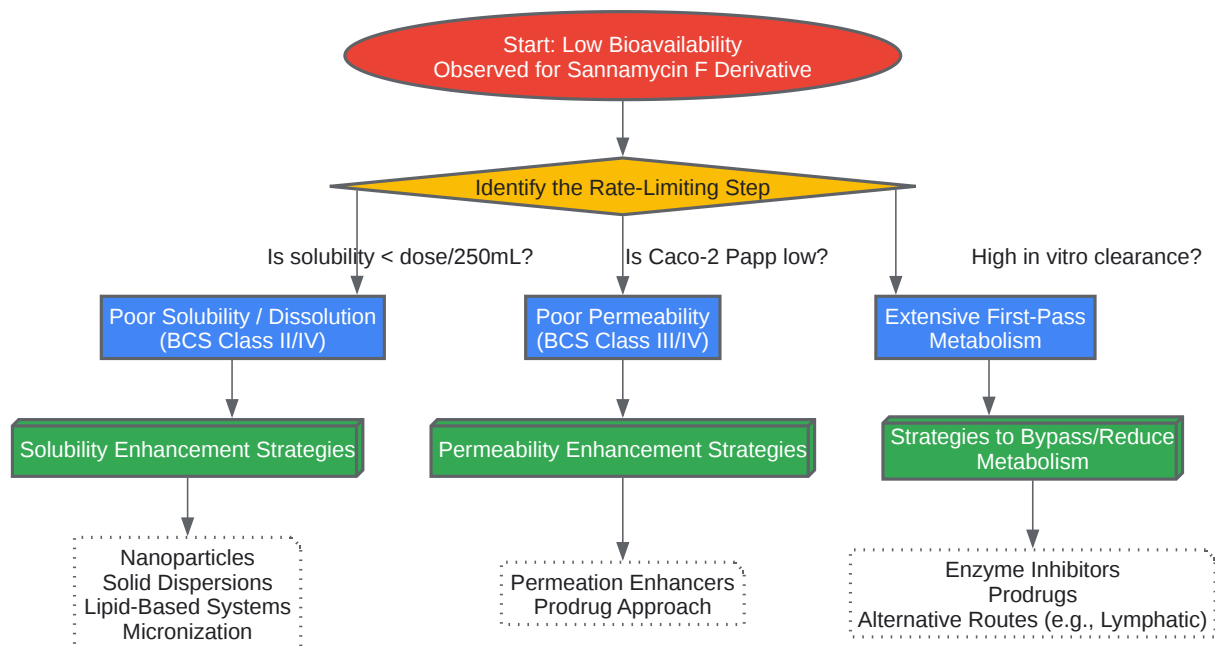 Start: Low Bioavailability
Observed for Sannamycin F Derivative
Identify the Rate-Limiting Step
Is solubility < dose/250mL?
Is Caco-2 Papp low?
High in vitro clearance?
Poor Solubility / Dissolution
(BCS Class II/IV)
Poor Permeability
(BCS Class III/IV)
Extensive First-Pass
Metabolism
Solubility Enhancement Strategies
Permeability Enhancement Strategies
Strategies to Bypass/Reduce
Metabolism
Nanoparticles
Solid Dispersions
Lipid-Based Systems
Micronization
Permeation Enhancers
Prodrug Approach
Enzyme Inhibitors
Prodrugs
Alternative Routes (e.g., Lymphatic)